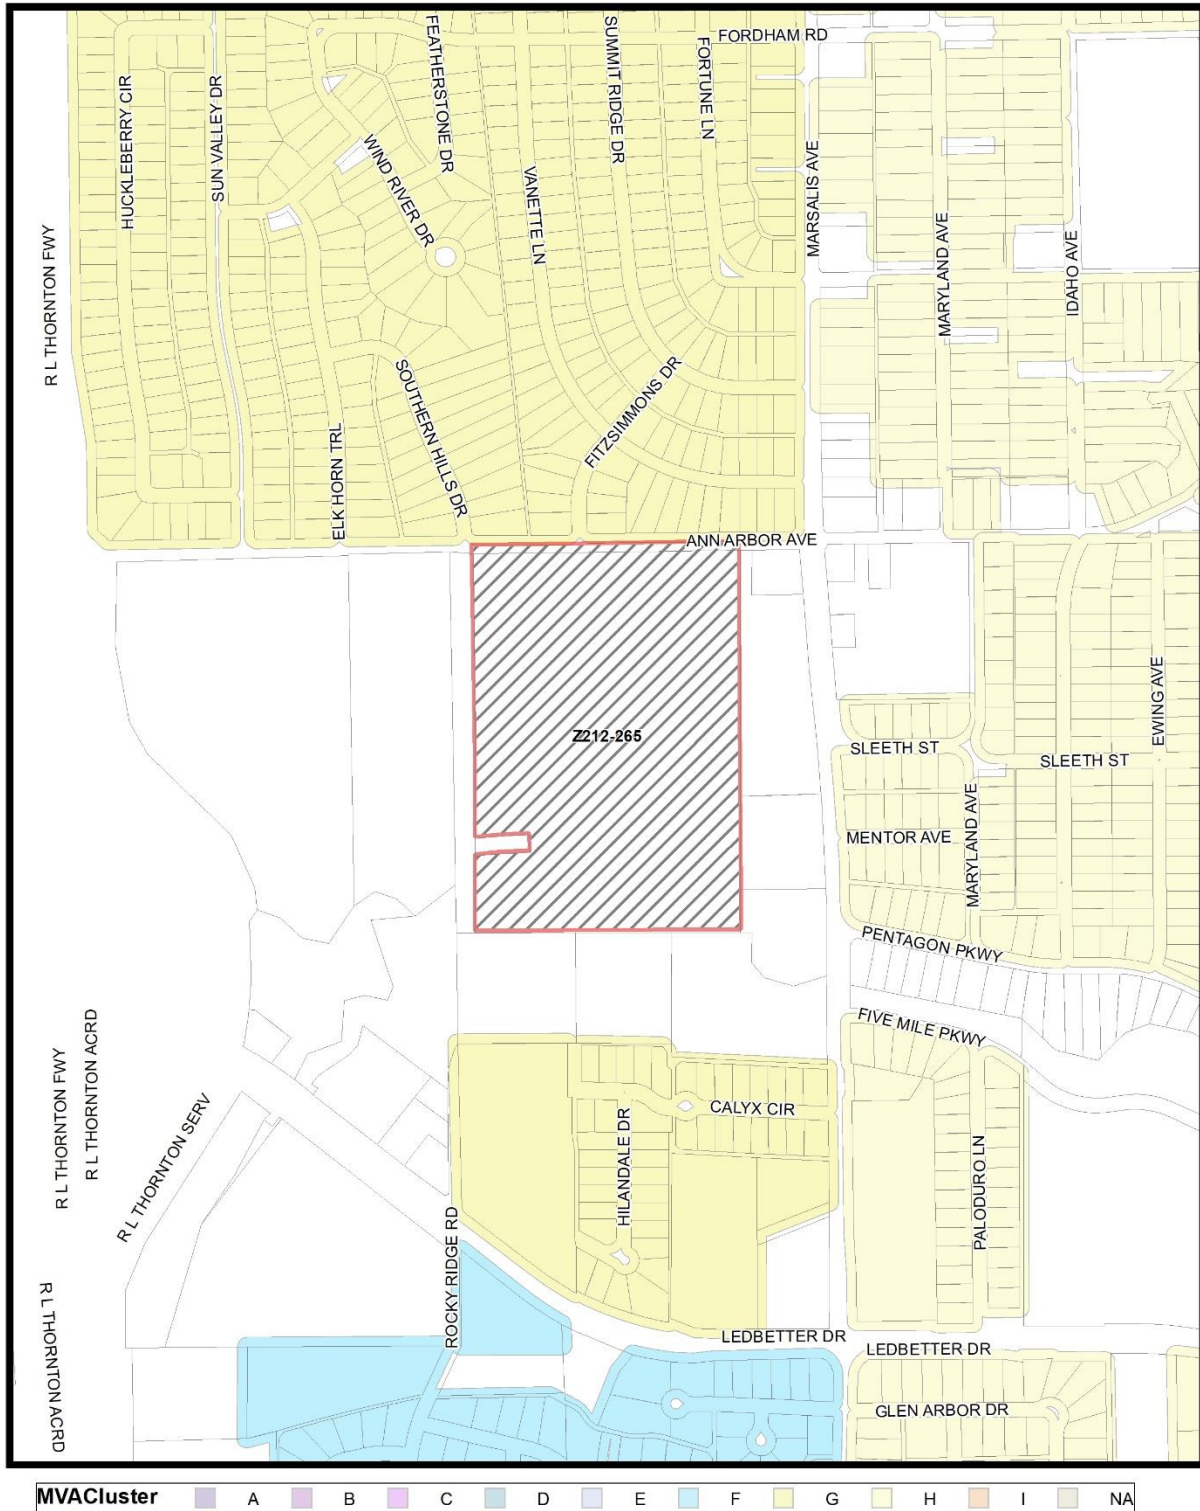 FORDHAM RD
FEATHERSTONE DR
SUMMIT RIDGE DR
FORTUNE LN
HUCKLEBERRY CIR
SUN VALLEY DR
WIND RIVER DR
VANETTE LN
MARSALIS AVE
MARYLAND AVE
IDAHO AVE
R L THORNTON FWY
SOUTHERN HILLS DR
FITZSIMMONS DR
ELK HORN TRL
ANN ARBOR AVE
Z212-265
EWING AVE
SLEETH ST
SLEETH ST
MENTOR AVE
MARYLAND AVE
PENTAGON PKWY
FIVE MILE PKWY
R L THORNTON FWY
R L THORNTON ACRD
R L THORNTON SERV
CALYX CIR
HILANDALE DR
PALODURO LN
ROCKY RIDGE RD
LEDBETTER DR
LEDBETTER DR
R L THORNTON ACRD
GLEN ARBOR DR
MVACluster A B C D E F G H I NA